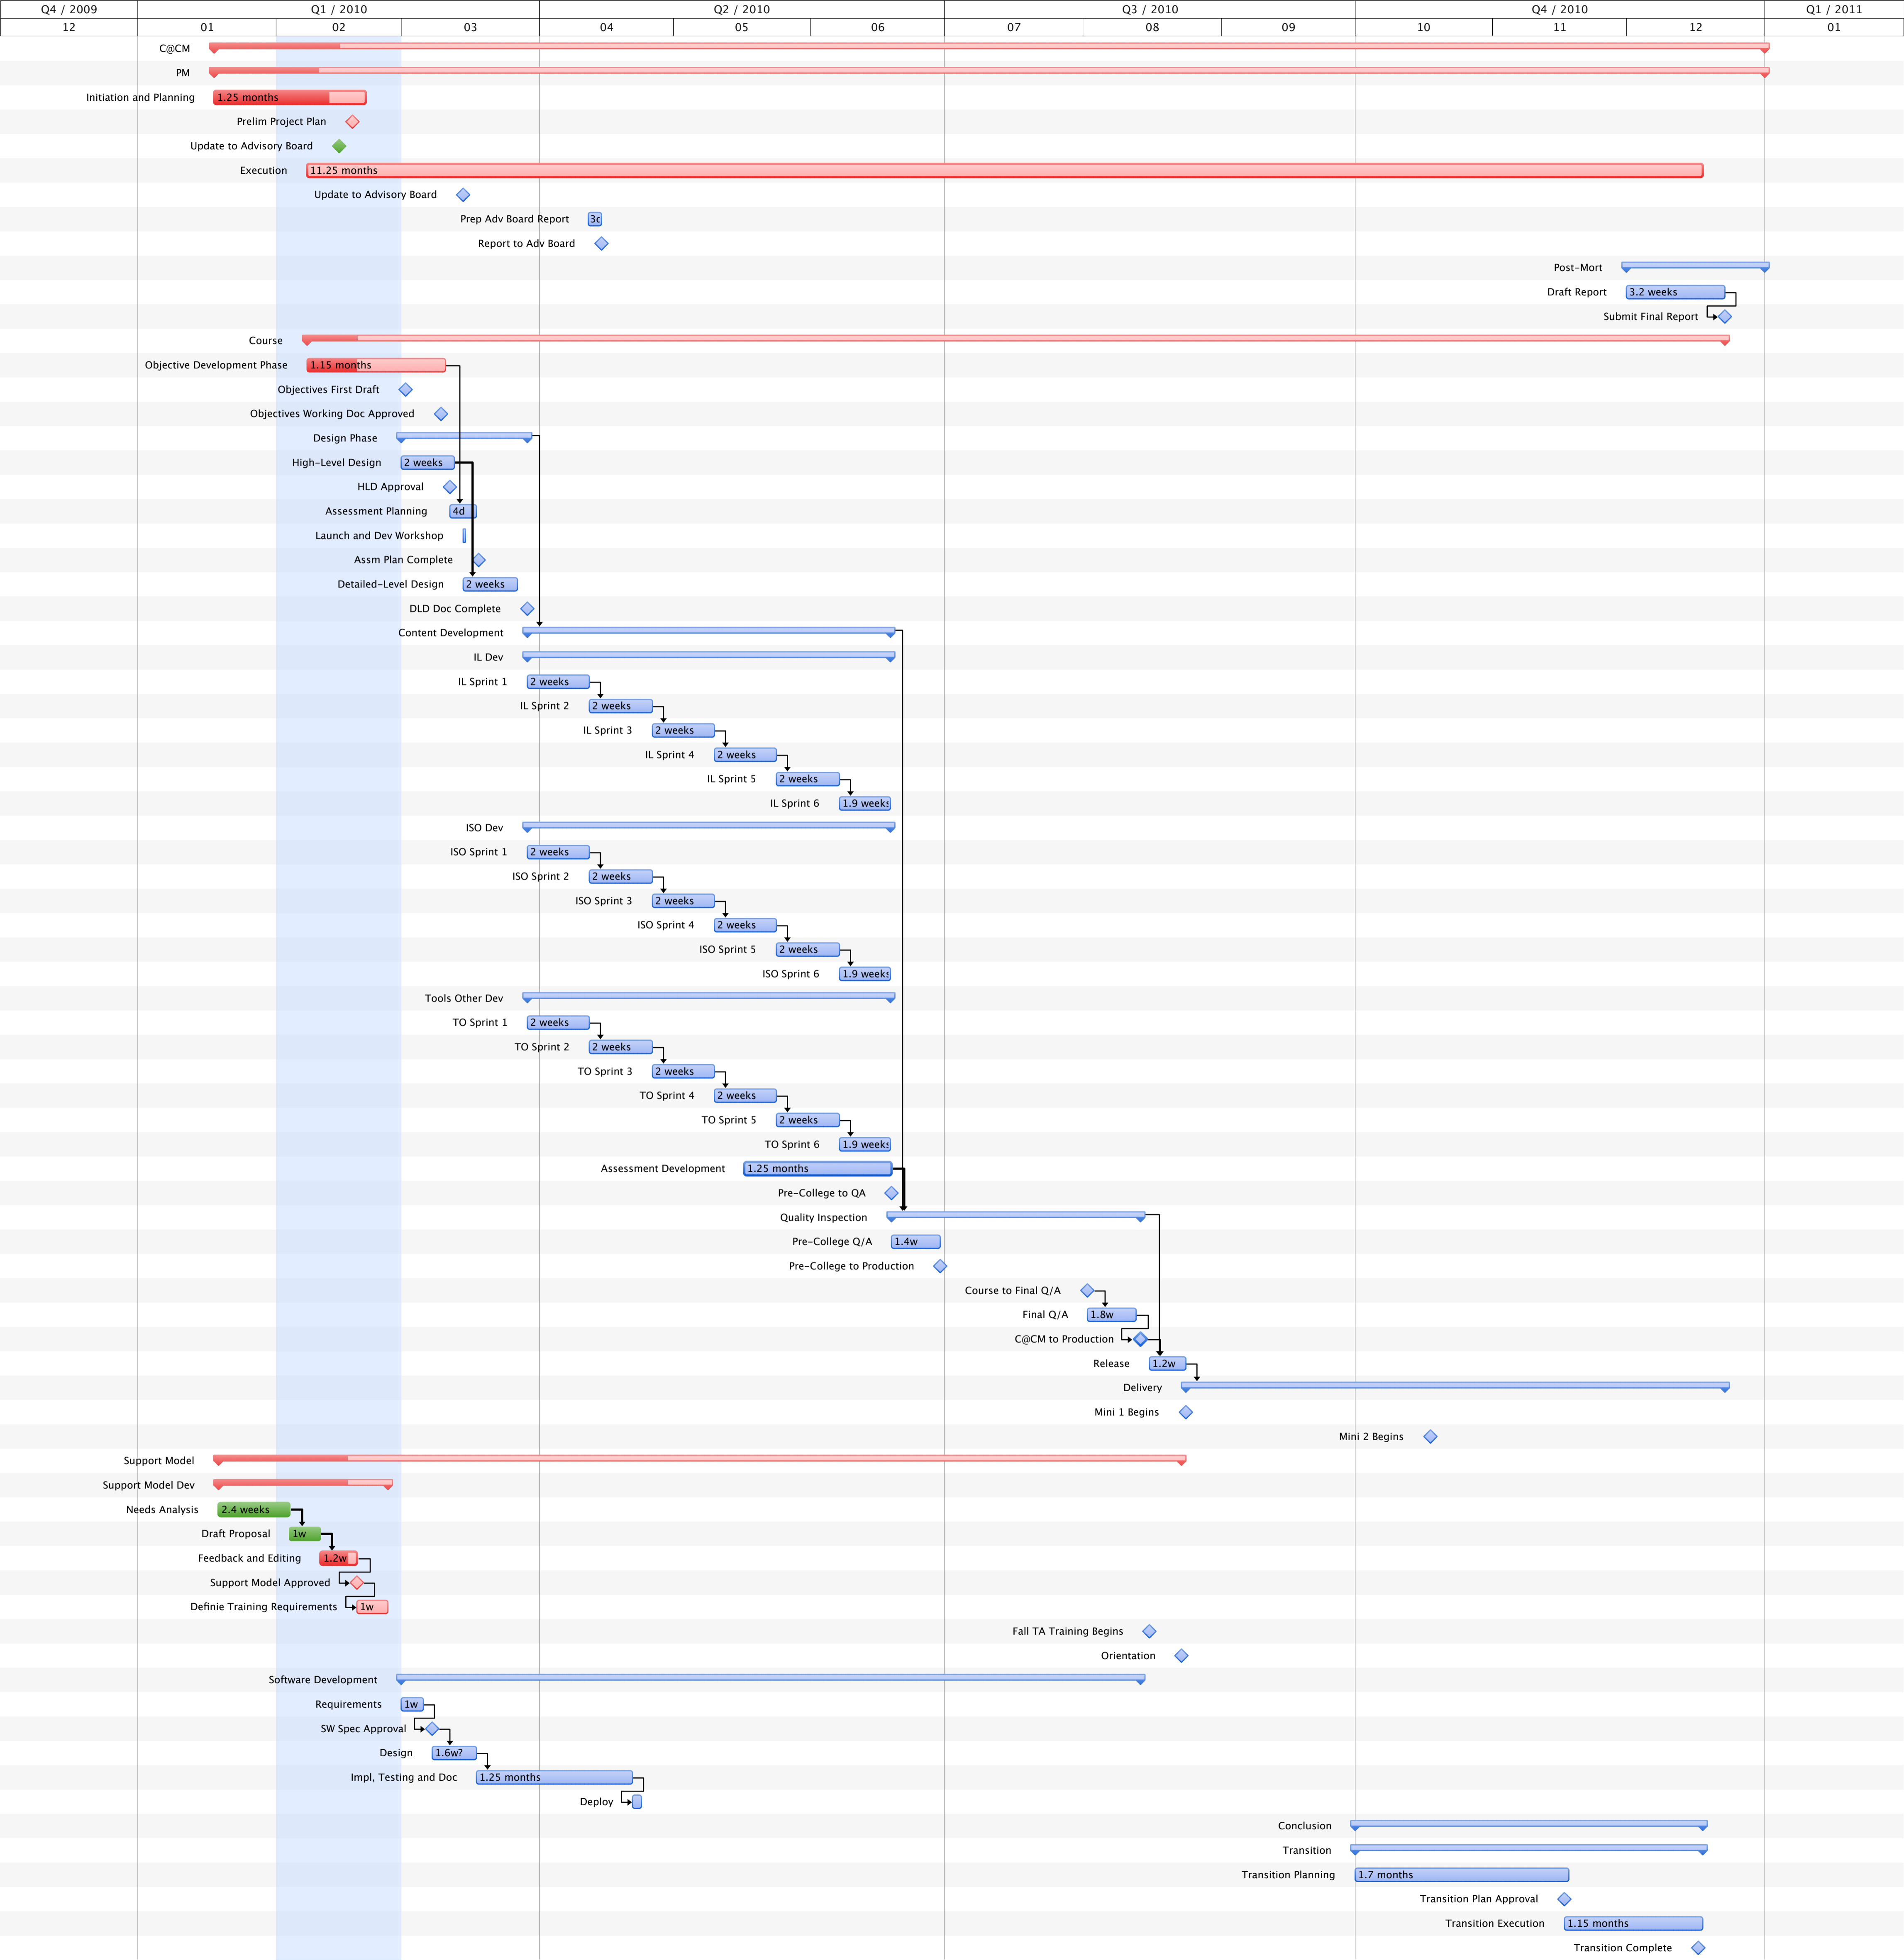 Q4 / 2009 Q1 / 2010 Q2 / 2010 Q3 / 2010 Q4 / 2010 Q1 / 2011
12 01 02 03 04 05 06 07 08 09 10 11 12 01
C@CM
PM
Initiation and Planning 1.25 months
Prelim Project Plan
Update to Advisory Board
Execution 11.25 months
Update to Advisory Board
Prep Adv Board Report 3d
Report to Adv Board
Post-Mort
Draft Report 3.2 weeks
Submit Final Report
Course
Objective Development Phase 1.15 months
Objectives First Draft
Objectives Working Doc Approved
Design Phase
High-Level Design 2 weeks
HLD Approval
Assessment Planning 4d
Launch and Dev Workshop
Assm Plan Complete
Detailed-Level Design 2 weeks
DLD Doc Complete
Content Development
IL Dev
IL Sprint 1 2 weeks
IL Sprint 2 2 weeks
IL Sprint 3 2 weeks
IL Sprint 4 2 weeks
IL Sprint 5 2 weeks
IL Sprint 6 1.9 weeks
ISO Dev
ISO Sprint 1 2 weeks
ISO Sprint 2 2 weeks
ISO Sprint 3 2 weeks
ISO Sprint 4 2 weeks
ISO Sprint 5 2 weeks
ISO Sprint 6 1.9 weeks
Tools Other Dev
TO Sprint 1 2 weeks
TO Sprint 2 2 weeks
TO Sprint 3 2 weeks
TO Sprint 4 2 weeks
TO Sprint 5 2 weeks
TO Sprint 6 1.9 weeks
Assessment Development 1.25 months
Pre-College to QA
Quality Inspection
Pre-College Q/A 1.4w
Pre-College to Production
Course to Final Q/A
Final Q/A 1.8w
C@CM to Production
Release 1.2w
Delivery
Mini 1 Begins
Mini 2 Begins
Support Model
Support Model Dev
Needs Analysis 2.4 weeks
Draft Proposal 1w
Feedback and Editing 1.2w
Support Model Approved
Definie Training Requirements 1w
Fall TA Training Begins
Orientation
Software Development
Requirements 1w
SW Spec Approval
Design 1.6w?
Impl, Testing and Doc 1.25 months
Deploy
Conclusion
Transition
Transition Planning 1.7 months
Transition Plan Approval
Transition Execution 1.15 months
Transition Complete